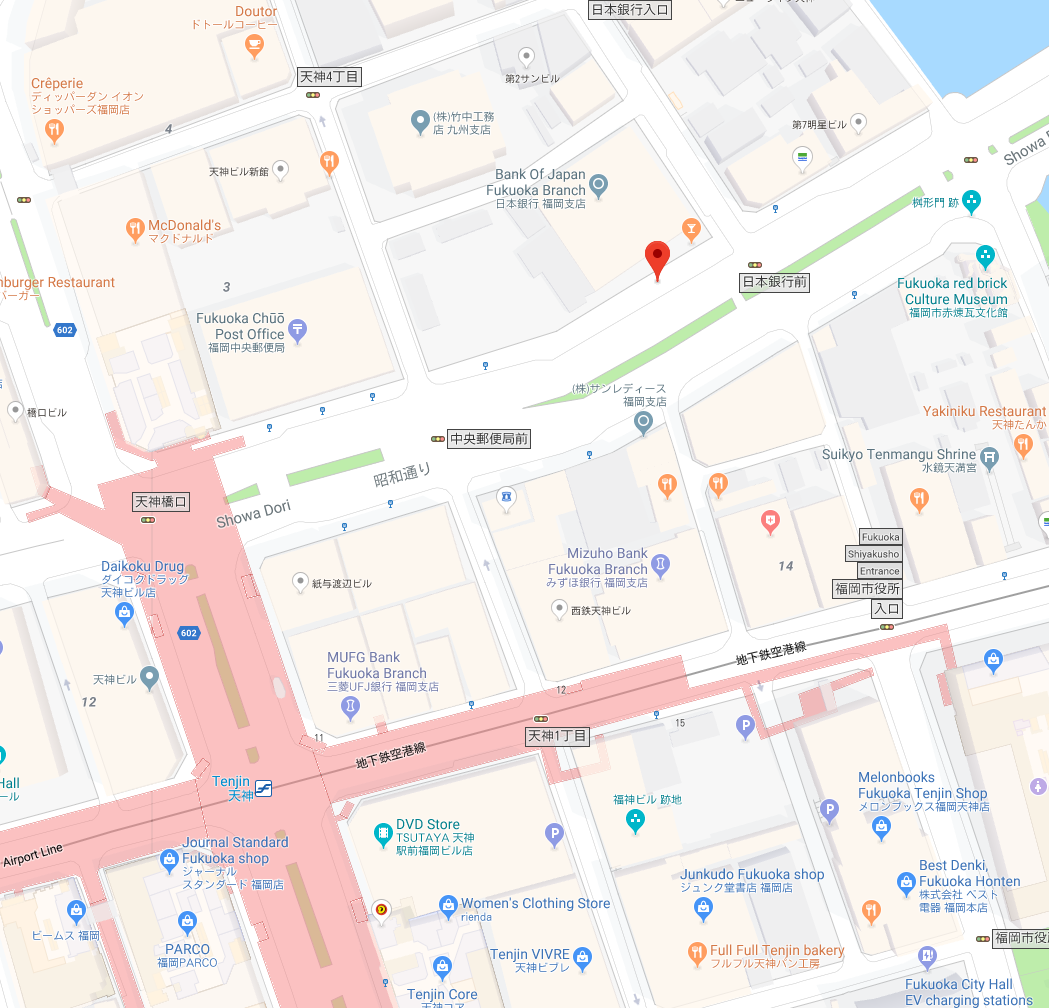 Doutor
ドトールコーヒー
日本銀行入口
天神4丁目
第2サンビル
Crêperie
ディッパーダン イオン
ショッパーズ福岡店
4
(株)竹中工務
店 九州支店
第7明星ビル
Showa
天神ビル新館
Bank Of Japan
Fukuoka Branch
日本銀行 福岡支店
桝形門 跡
McDonald's
マクドナルド
日本銀行前
Fukuoka red brick
Culture Museum
福岡市赤煉瓦文化館
nburger Restaurant
バーガー
3
Fukuoka Chūō
Post Office
福岡中央郵便局
602
(株)サンレディース
福岡支店
橋口ビル
Yakiniku Restaurant
天神たんか
中央郵便局前
Suikyo Tenmangu Shrine
水鏡天満宮
昭和通り
天神橋口
Showa Dori
Fukuoka
Shiyakusho
Entrance
福岡市役所
入口
Mizuho Bank
Fukuoka Branch
みずほ銀行 福岡支店
14
Daikoku Drug
ダイコクドラッグ
天神ビル店
紙与渡辺ビル
西鉄天神ビル
602
地下鉄空港線
MUFG Bank
Fukuoka Branch
三菱UFJ銀行 福岡支店
天神ビル
12
12
15
11
天神1丁目
地下鉄空港線
Tenjin
天神
Hall
ール
Melonbooks
Fukuoka Tenjin Shop
メロンブックス福岡天神店
福神ビル 跡地
DVD Store
TSUTAYA 天神
駅前福岡ビル店
Airport Line
Journal Standard
Fukuoka shop
ジャーナル
スタンダード 福岡店
Junkudo Fukuoka shop
ジュンク堂書店 福岡店
Best Denki,
Fukuoka Honten
株式会社 ベスト
電器 福岡本店
Women's Clothing Store
rienda
ビームス 福岡
PARCO
福岡PARCO
Tenjin VIVRE
天神ビブレ
Full Full Tenjin bakery
フルフル天神パン工房
福岡市役
Tenjin Core
天神コア
Fukuoka City Hall
EV charging stations